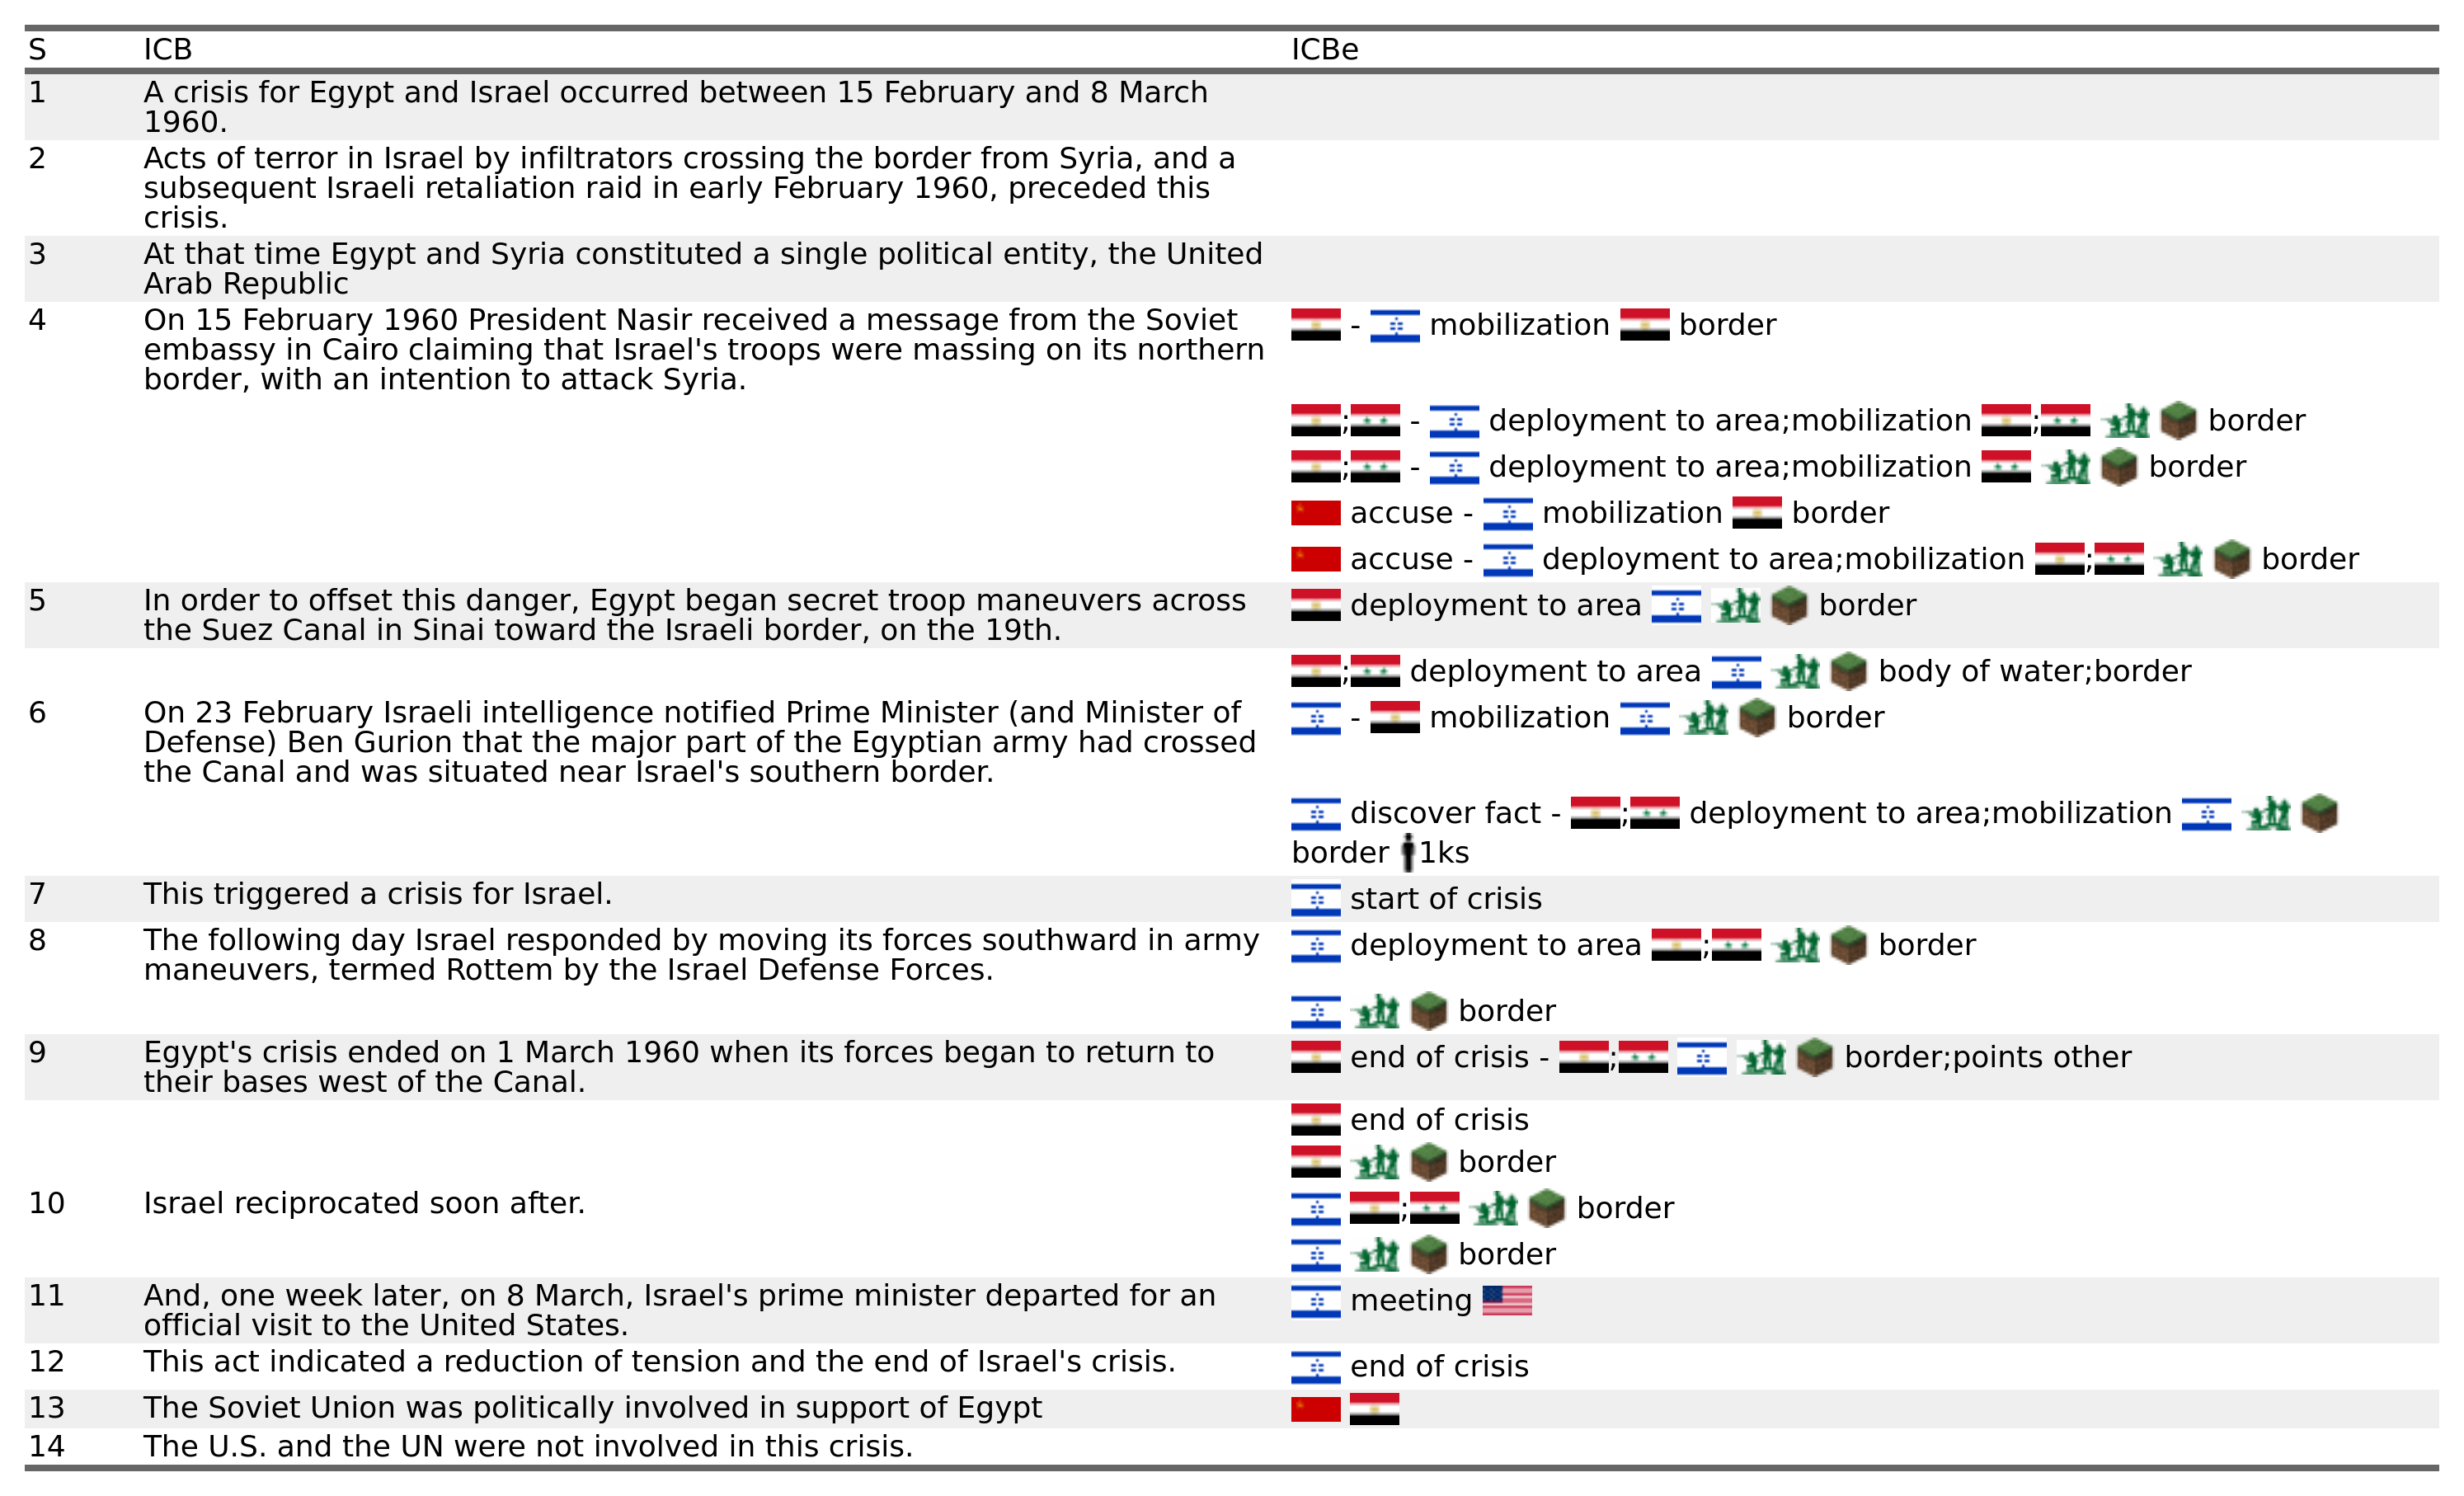 S ICB ICBe
1 A crisis for Egypt and Israel occurred between 15 February and 8 March
1960.
2 Acts of terror in Israel by infiltrators crossing the border from Syria, and a
subsequent Israeli retaliation raid in early February 1960, preceded this
crisis.
3 At that time Egypt and Syria constituted a single political entity, the United
Arab Republic
4 On 15 February 1960 President Nasir received a message from the Soviet
embassy in Cairo claiming that Israel's troops were massing on its northern
border, with an intention to attack Syria.
- mobilization border
; - deployment to area;mobilization ; border
; - deployment to area;mobilization border
accuse - mobilization border
accuse - deployment to area;mobilization ; border
5 In order to offset this danger, Egypt began secret troop maneuvers across
the Suez Canal in Sinai toward the Israeli border, on the 19th.
deployment to area border
; deployment to area body of water;border
6 On 23 February Israeli intelligence notified Prime Minister (and Minister of
Defense) Ben Gurion that the major part of the Egyptian army had crossed
the Canal and was situated near Israel's southern border.
- mobilization border
discover fact - ; deployment to area;mobilization
border 1ks
7 This triggered a crisis for Israel. start of crisis
8 The following day Israel responded by moving its forces southward in army
maneuvers, termed Rottem by the Israel Defense Forces.
deployment to area ; border
border
9 Egypt's crisis ended on 1 March 1960 when its forces began to return to
their bases west of the Canal.
end of crisis - ; border;points other
end of crisis
border
10 Israel reciprocated soon after. ; border
border
11 And, one week later, on 8 March, Israel's prime minister departed for an
official visit to the United States.
meeting
12 This act indicated a reduction of tension and the end of Israel's crisis. end of crisis
13 The Soviet Union was politically involved in support of Egypt
14 The U.S. and the UN were not involved in this crisis.